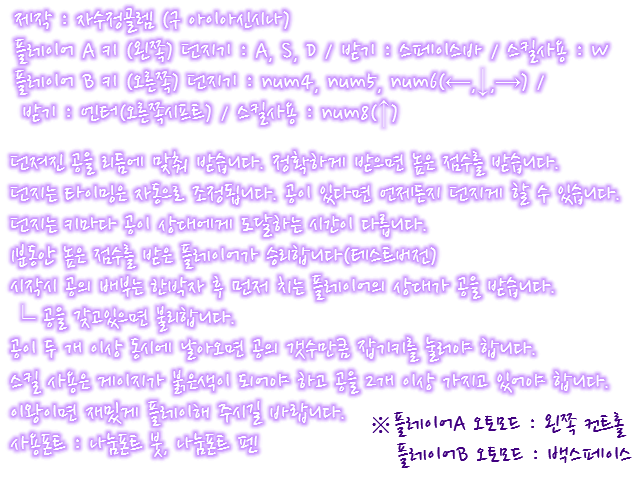 제작 : 자수정골렘 (구 아이아신시나)
플레이어 A 키 (왼쪽) 던지기 : A, S, D / 받기 : 스페이스바 / 스킬사용 : W
플레이어 B 키 (오른쪽) 던지기 : num4, num5, num6(←,↓,→) /
받기 : 엔터(오른쪽시프트) / 스킬사용 : num8(↑)
던져진 공을 리듬에 맞춰 받습니다. 정확하게 받으면 높은 점수를 받습니다.
던지는 타이밍은 자동으로 조정됩니다. 공이 있다면 언제든지 던지게 할 수 있습니다.
던지는 키마다 공이 상대에게 도달하는 시간이 다릅니다.
1분동안 높은 점수를 받은 플레이어가 승리합니다(테스트버전)
시작시 공의 배부는 한박자 후 먼저 치는 플레이어의 상대가 공을 받습니다.
└ 공을 갖고있으면 불리합니다.
공이 두 개 이상 동시에 날아오면 공의 갯수만큼 잡기키를 눌러야 합니다.
스킬 사용은 게이지가 붉은색이 되어야 하고 공을 2개 이상 가지고 있어야 합니다.
이왕이면 재밌게 플레이해 주시길 바랍니다.
사용폰트 : 나눔폰트 붓, 나눔폰트 펜
※플레이어A 오토모드 : 왼쪽 컨트롤
플레이어B 오토모드 : 백스페이스